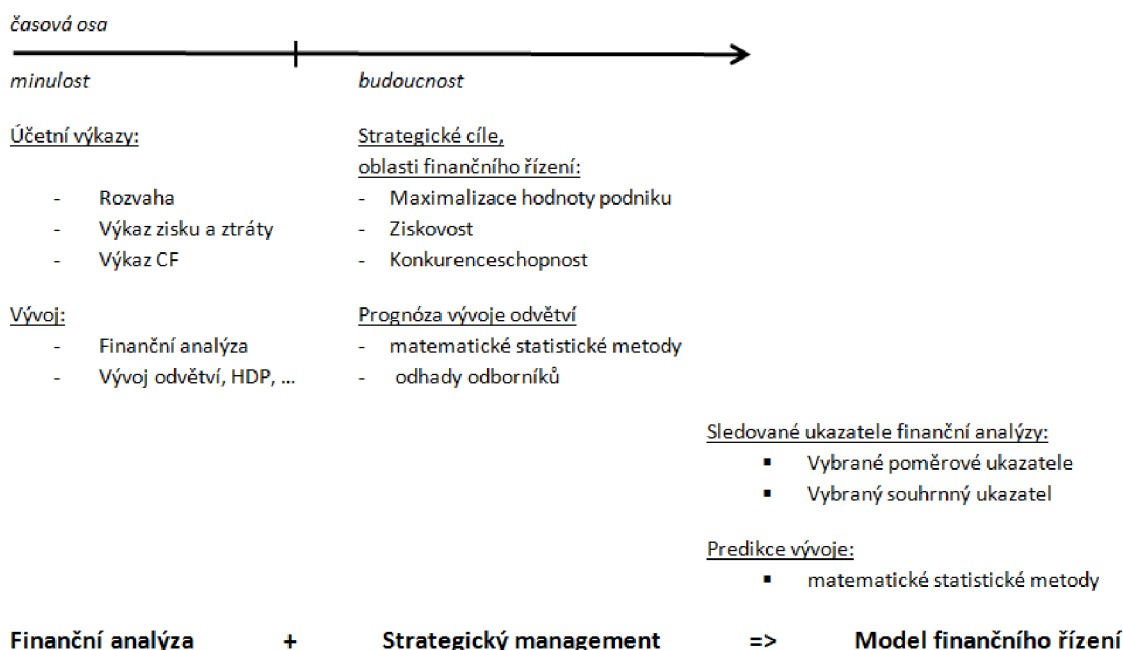 časová osa
minulost budoucnost
Účetní výkazy: Strategické cíle,
oblasti finančního řízení:
- Rozvaha - Maximalizace hodnoty podniku
- Výkaz zisku a ztráty - Ziskovost
- Výkaz CF - Konkurenceschopnost
Vývoj: Prognóza vývoje odvětví
- Finanční analýza - matematické statistické metody
- Vývoj odvětví, HDP, ... - odhady odborníků
Sledované ukazatele finanční analýzy:
▪ Vybrané poměrové ukazatele
▪ Vybraný souhrnný ukazatel
Predikce vývoje:
▪ matematické statistické metody
Finanční analýza + Strategický management => Model finančního řízení